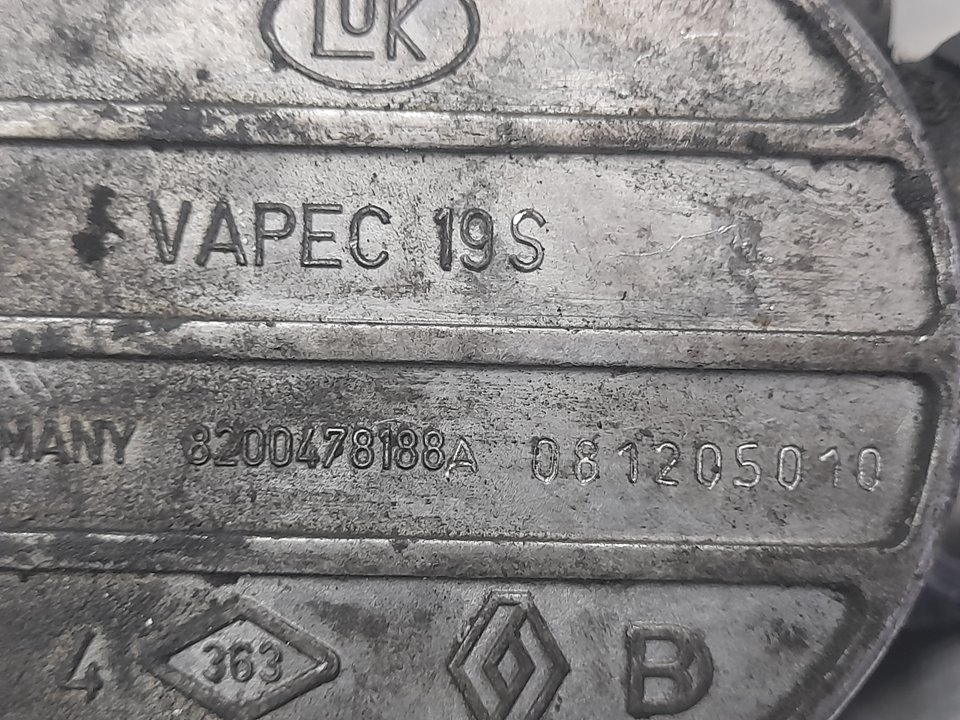 LuK
VAPEC 19S
MANY 8200478188A 081205010
4 363 B